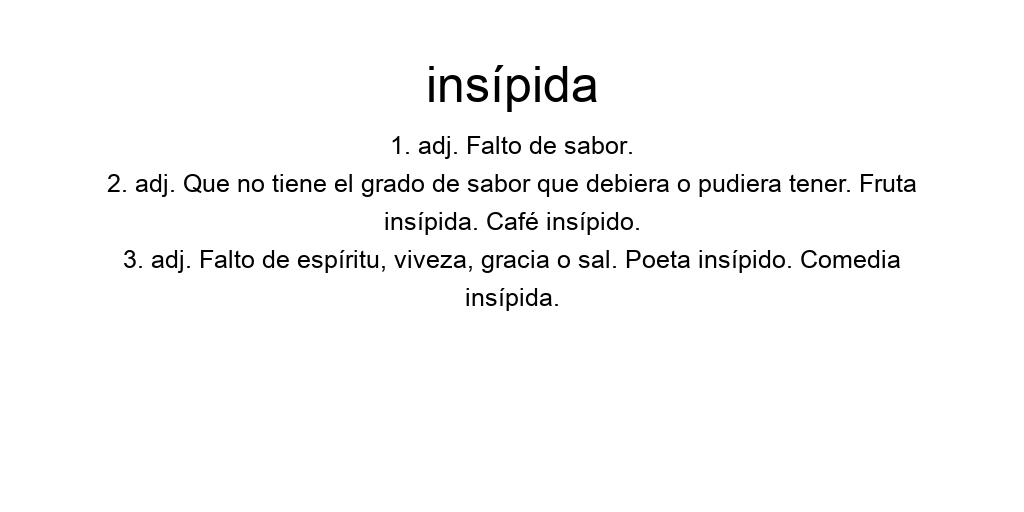 insípida
1. adj. Falto de sabor.
2. adj. Que no tiene el grado de sabor que debiera o pudiera tener. Fruta
insípida. Café insípido.
3. adj. Falto de espíritu, viveza, gracia o sal. Poeta insípido. Comedia
insípida.